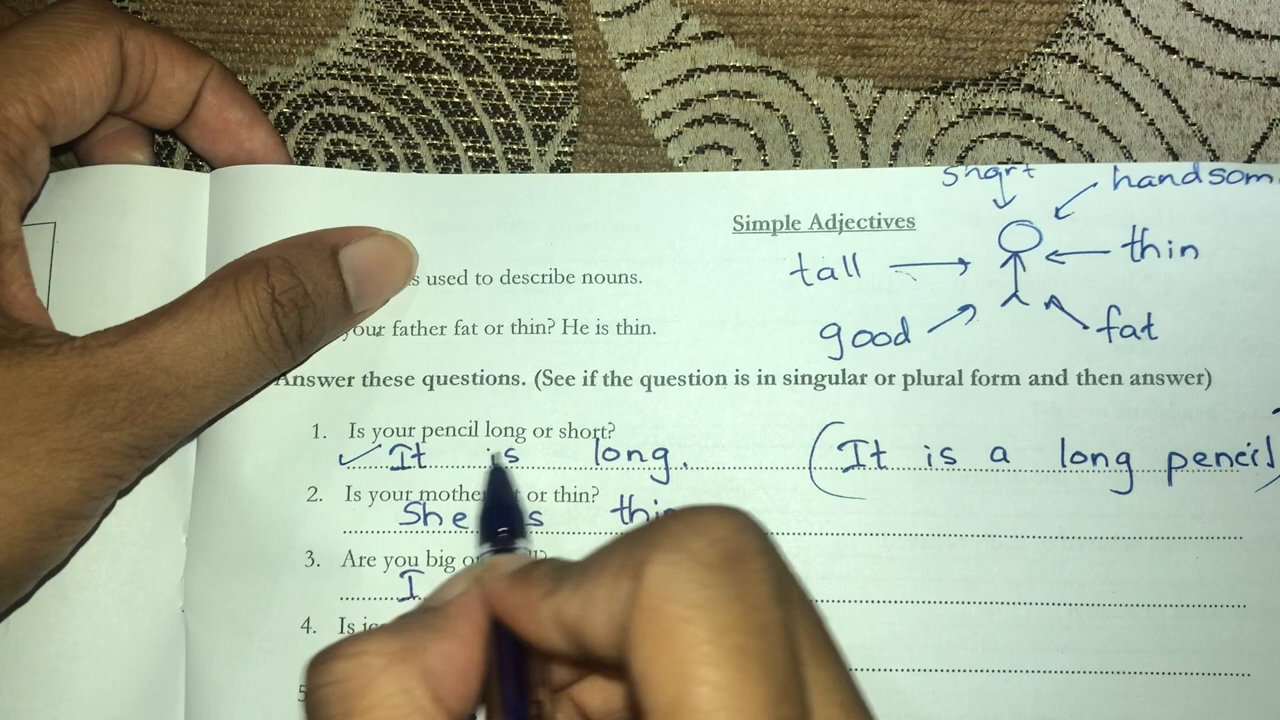 short handsom
Simple Adjectives
tall thin
used to describe nouns.
good fat
your father fat or thin? He is thin.
Answer these questions. (See if the question is in singular or plural form and then answer)
1. Is your pencil long or short?
It is long. (It is a long pencil)
2. Is your or thin?
She is
3. Are you big
I
4. Is